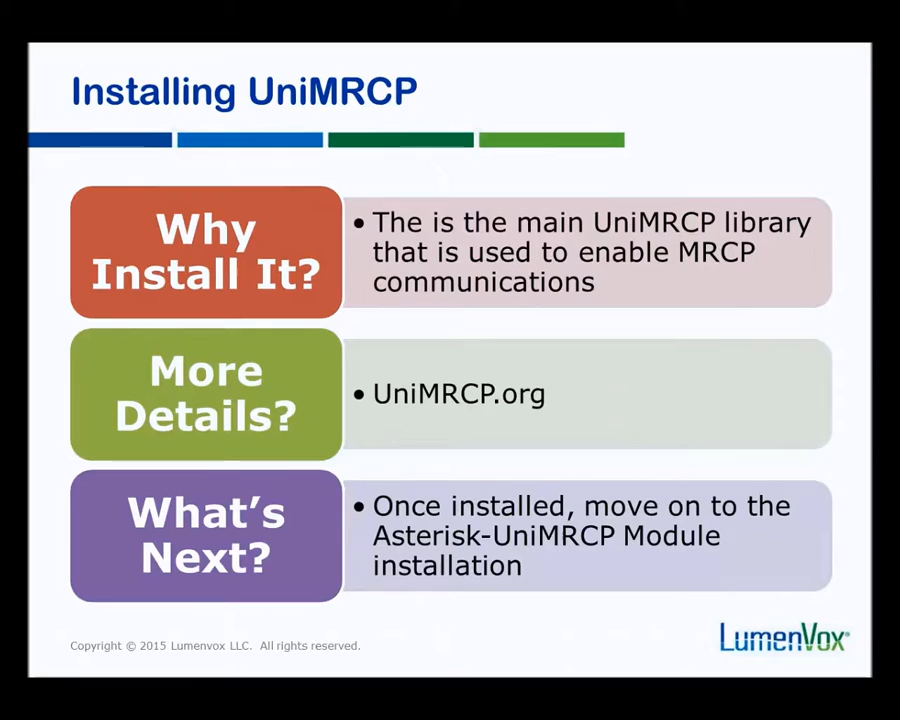 Installing UniMRCP
Why
Install It?
• The is the main UniMRCP library
that is used to enable MRCP
communications
More
Details?
• UniMRCP.org
What's
Next?
• Once installed, move on to the
Asterisk-UniMRCP Module
installation
Copyright © 2015 Lumenvox LLC. All rights reserved.
LumenVox®